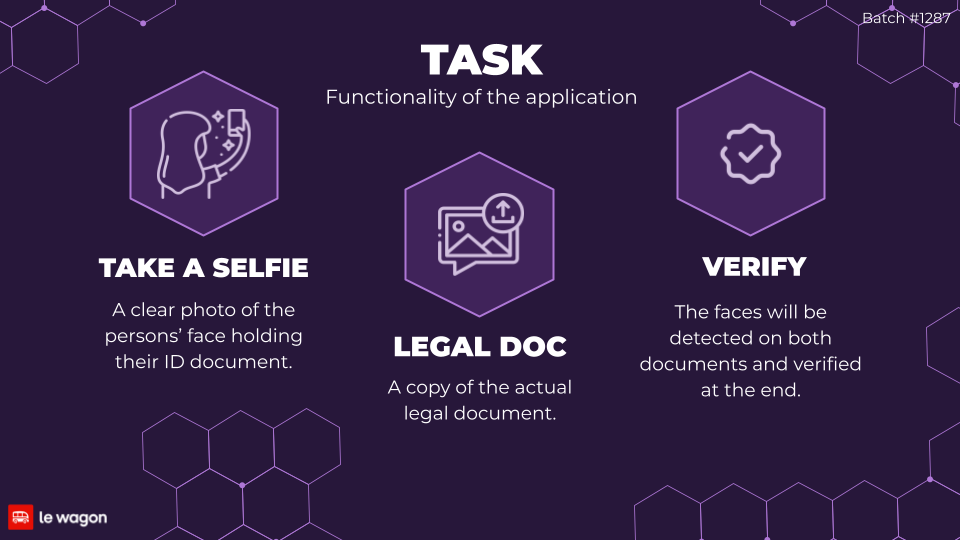 Batch #1287
TASK
Functionality of the application
TAKE A SELFIE
A clear photo of the
persons’ face holding
their ID document.
LEGAL DOC
A copy of the actual
legal document.
VERIFY
The faces will be
detected on both
documents and verified
at the end.
le wagon